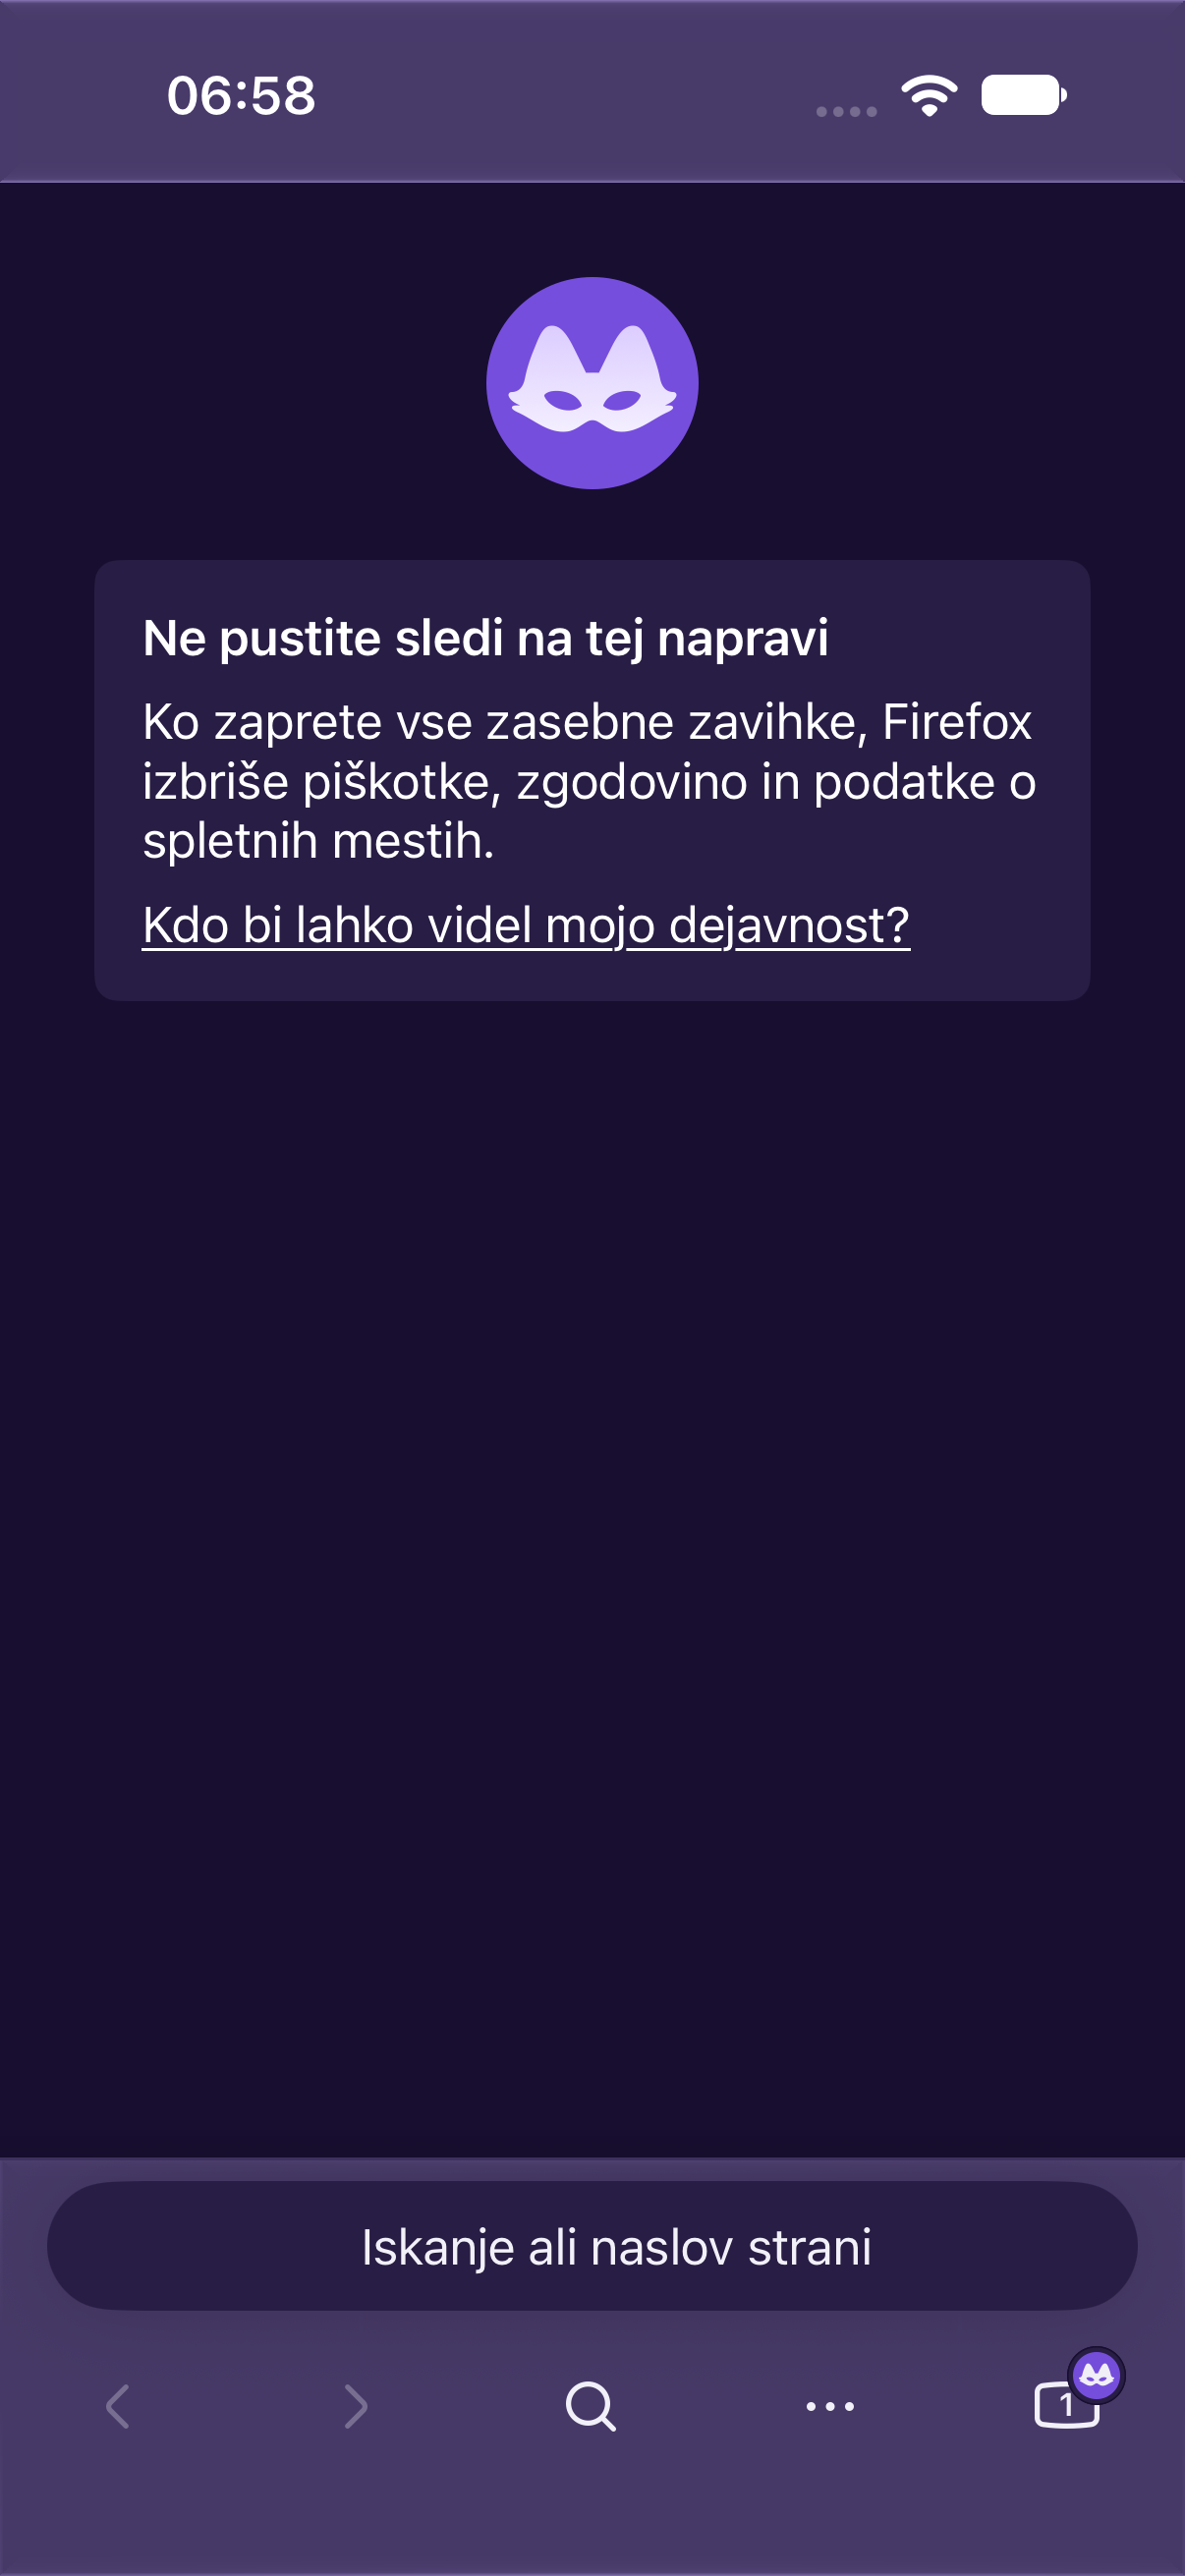 06:58
Ne pustite sledi na tej napravi
Ko zaprete vse zasebne zavihke, Firefox
izbriše piškotke, zgodovino in podatke o
spletnih mestih.
Kdo bi lahko videl mojo dejavnost?
Iskanje ali naslov strani
1